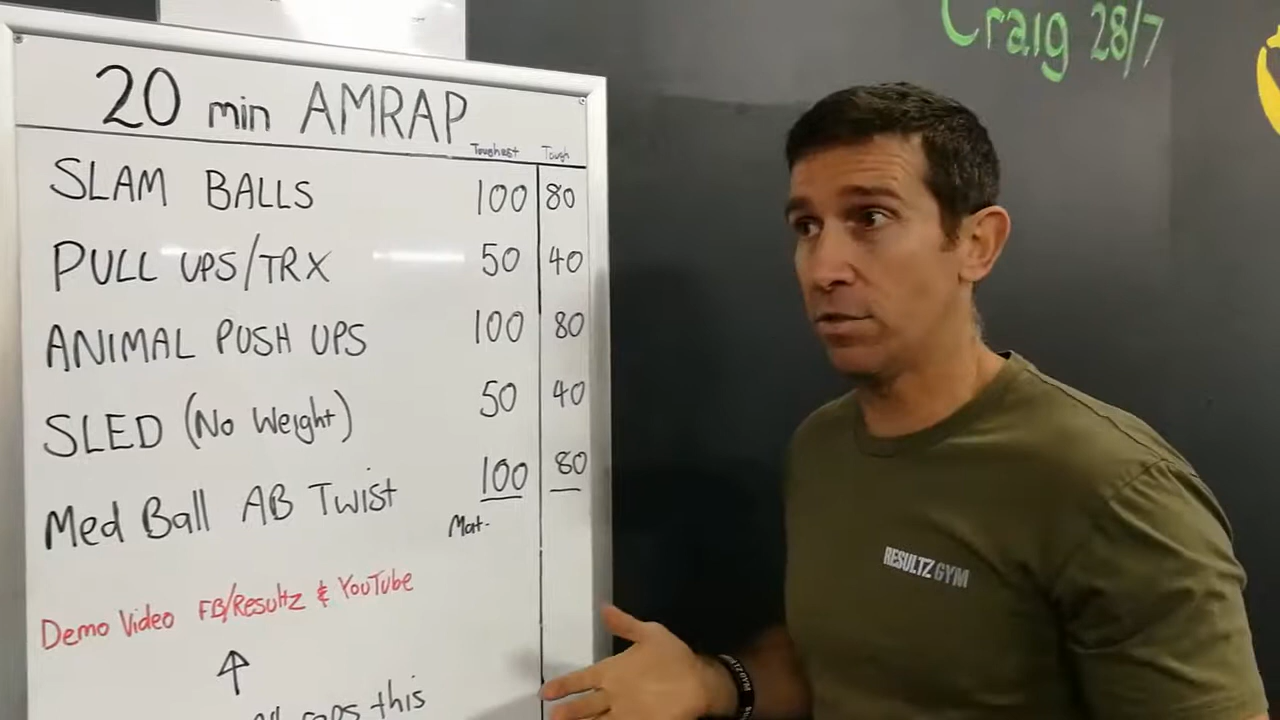 Craig 28/7
20 min AMRAP
Toughest Tough
SLAM BALLS 100 80
PULL UPS/TRX 50 40
ANIMAL PUSH UPS 100 80
SLED (No Weight) 50 40
Med Ball AB Twist 100 80
Mat-
Demo Video FB/Resultz & YouTube
reps this
RESULTZ GYM